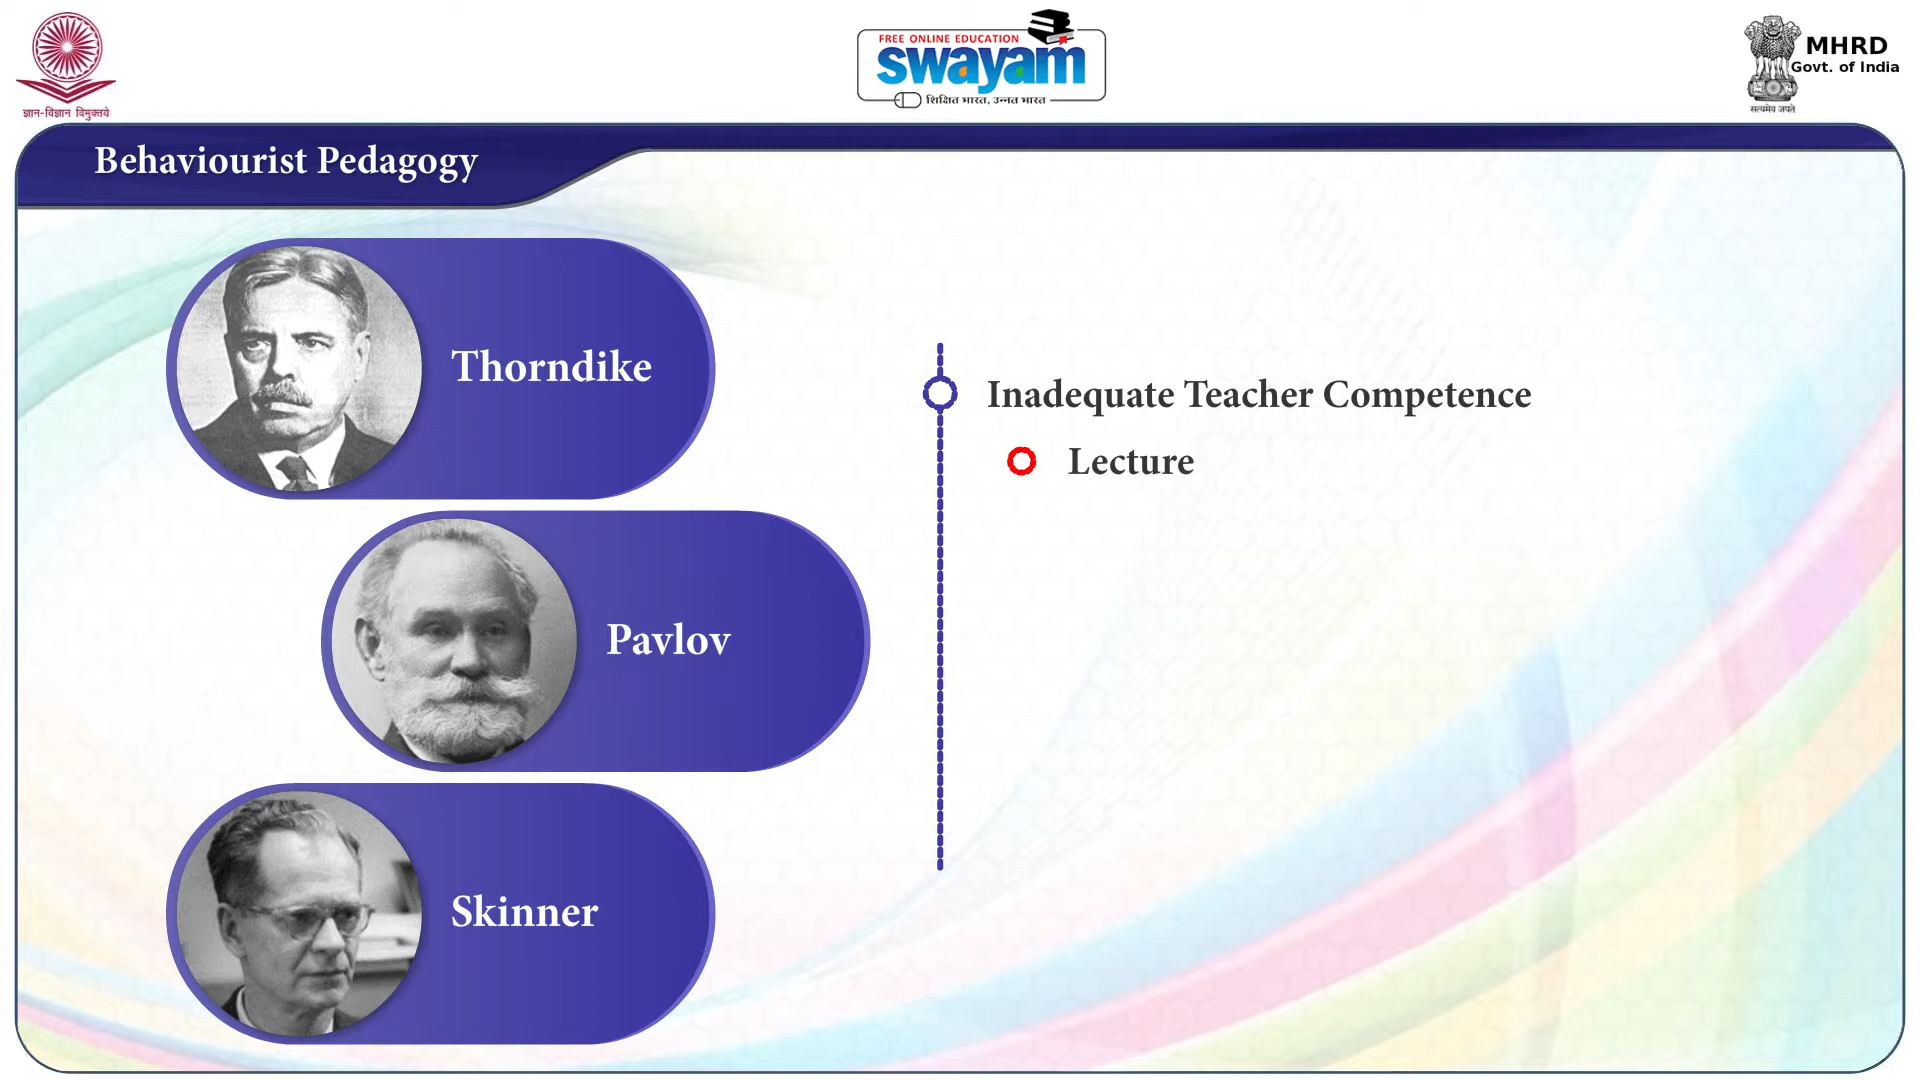 ज्ञान-विज्ञान विमुक्तये
FREE ONLINE EDUCATION
swayam
शिक्षित भारत, उन्नत भारत
MHRD
Govt. of India
सत्यमेव जयते
Behaviourist Pedagogy
Thorndike
Pavlov
Skinner
Inadequate Teacher Competence
Lecture